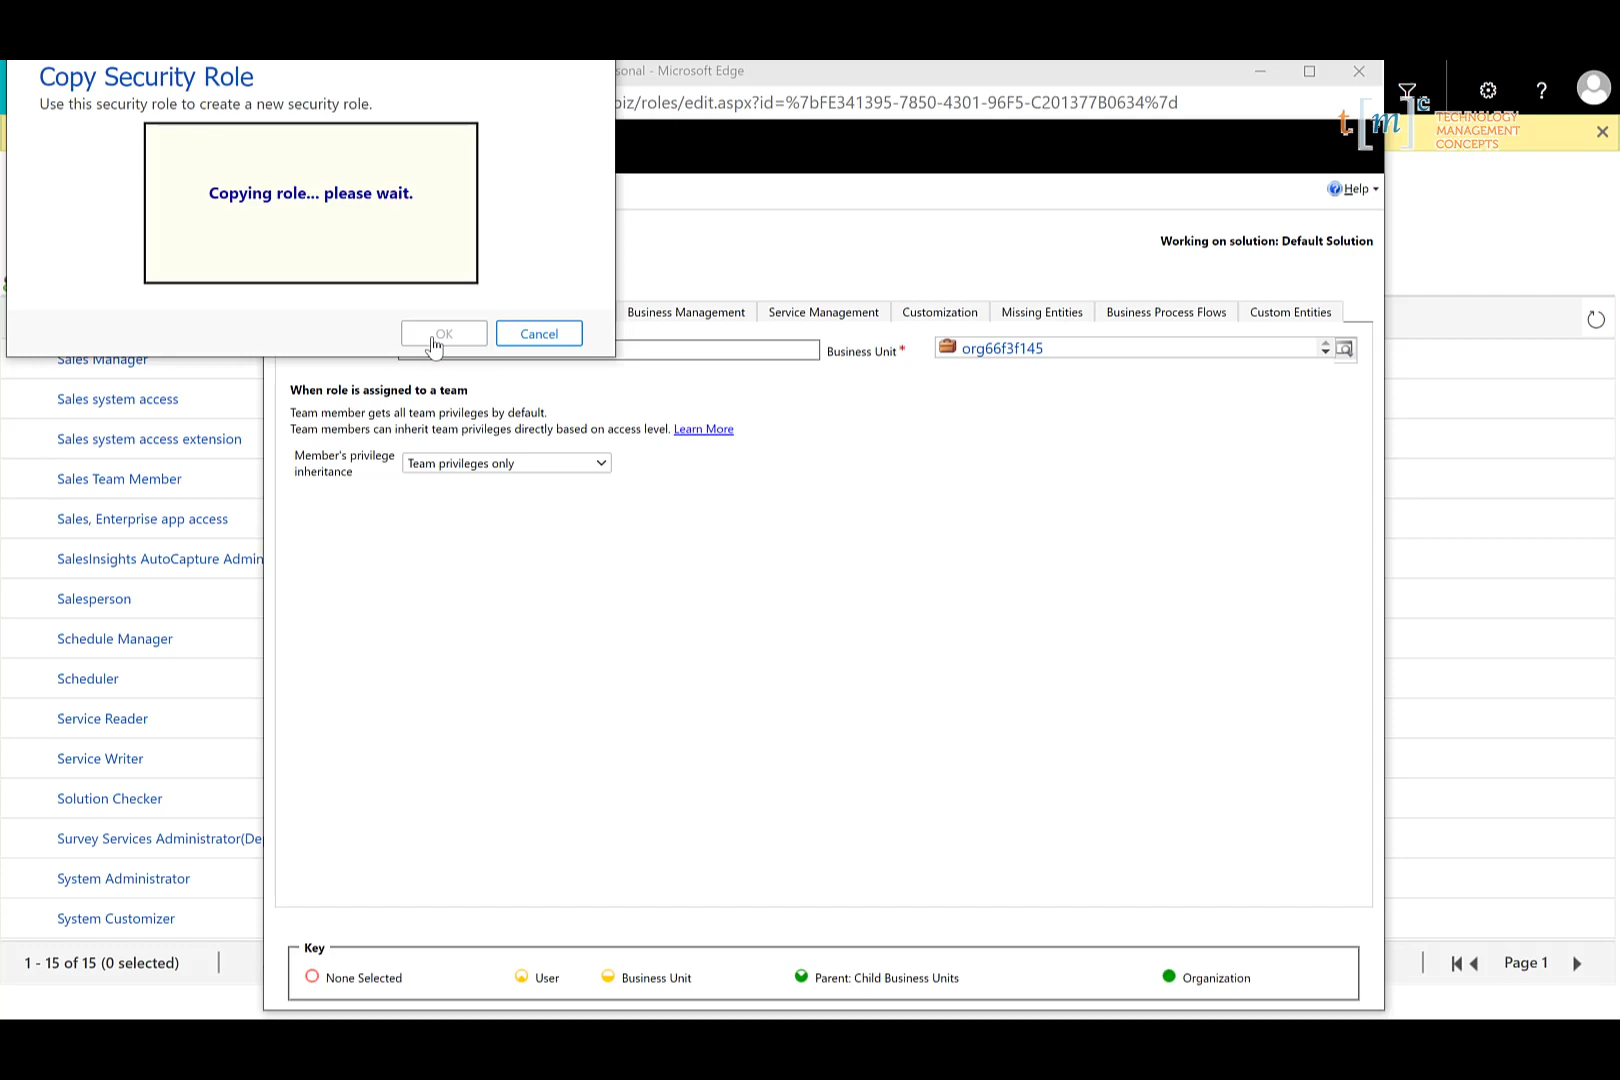 Copy Security Role
Use this security role to create a new security role.
Copying role... please wait.
OK
Cancel
sonal - Microsoft Edge
biz/roles/edit.aspx?id=%7bFE341395-7850-4301-96F5-C201377B0634%7d
?
t[m]c
TECHNOLOGY
MANAGEMENT
CONCEPTS
Help
Working on solution: Default Solution
Business Management
Service Management
Customization
Missing Entities
Business Process Flows
Custom Entities
Business Unit *
org66f3f145
When role is assigned to a team
Team member gets all team privileges by default.
Team members can inherit team privileges directly based on access level. Learn More
Member's privilege
inheritance
Team privileges only
Sales Manager
Sales system access
Sales system access extension
Sales Team Member
Sales, Enterprise app access
SalesInsights AutoCapture Admin
Salesperson
Schedule Manager
Scheduler
Service Reader
Service Writer
Solution Checker
Survey Services Administrator(De
System Administrator
System Customizer
1 - 15 of 15 (0 selected)
Key
None Selected
User
Business Unit
Parent: Child Business Units
Organization
Page 1